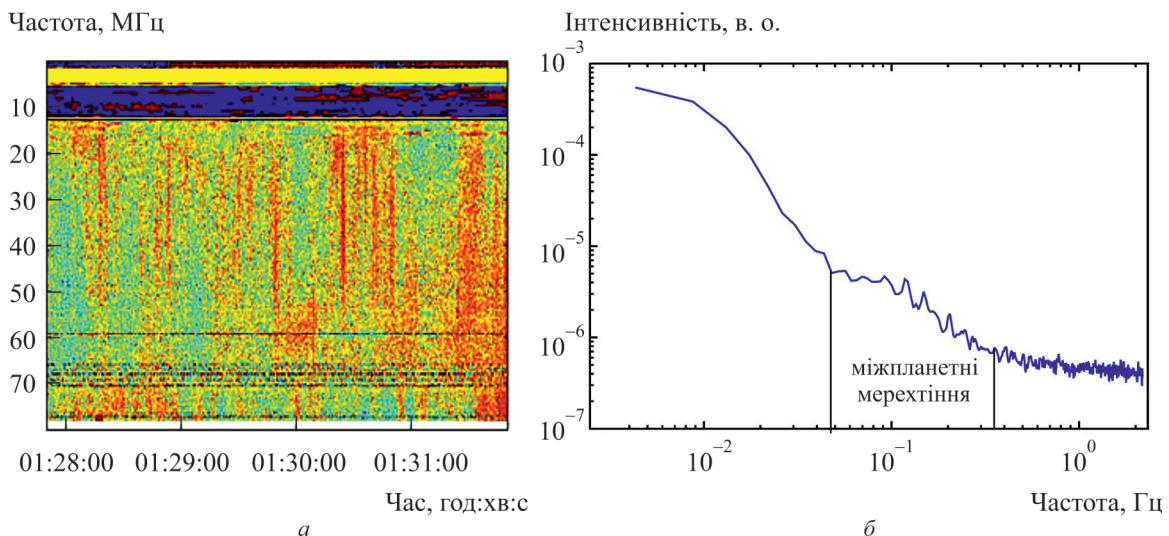 Частота, МГц
10
20
30
40
50
60
70
01:28:00 01:29:00 01:30:00 01:31:00
Час, год:хв:с
а
Інтенсивність, в. о.
10⁻³
10⁻⁴
10⁻⁵
10⁻⁶
10⁻⁷
міжпланетні
мерехтіння
10⁻² 10⁻¹ 10⁰
Частота, Гц
б